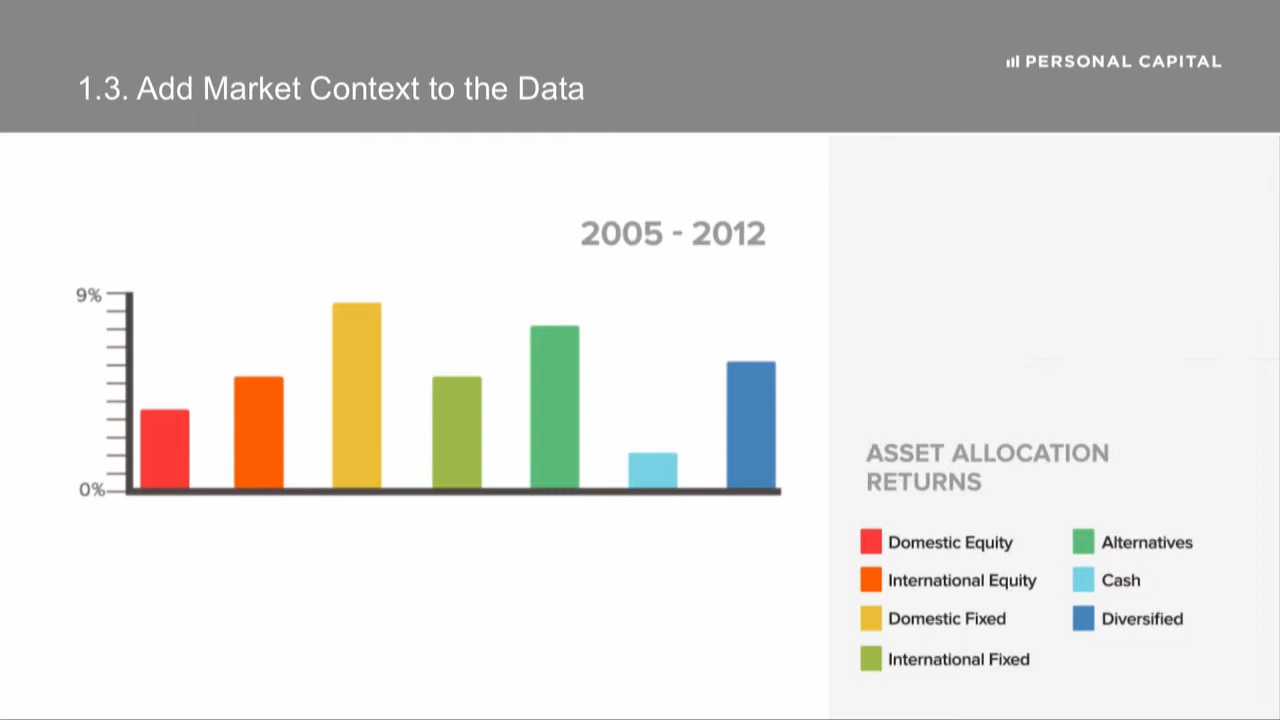 1.3. Add Market Context to the Data
PERSONAL CAPITAL
2005 - 2012
9%
0%
ASSET ALLOCATION
RETURNS
Domestic Equity
International Equity
Domestic Fixed
International Fixed
Alternatives
Cash
Diversified